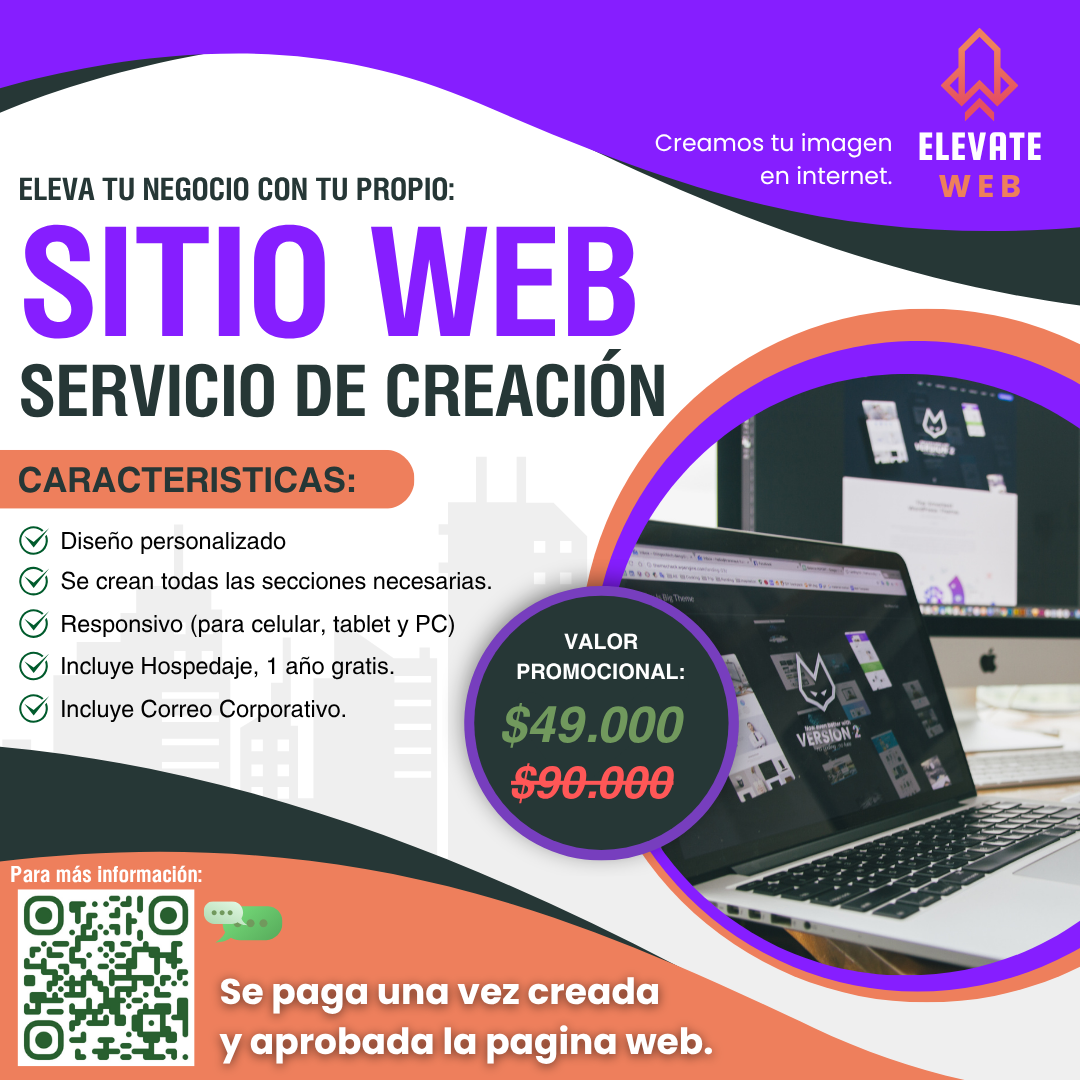 Creamos tu imagen
en internet.
ELEVATE
WEB
ELEVA TU NEGOCIO CON TU PROPIO:
SITIO WEB
SERVICIO DE CREACIÓN
CARACTERISTICAS:
Diseño personalizado
Se crean todas las secciones necesarias.
Responsivo (para celular, tablet y PC)
Incluye Hospedaje, 1 año gratis.
Incluye Correo Corporativo.
VALOR
PROMOCIONAL:
$49.000
$90.000
Big Theme
VERSION 2
Para más información:
Se paga una vez creada
y aprobada la pagina web.